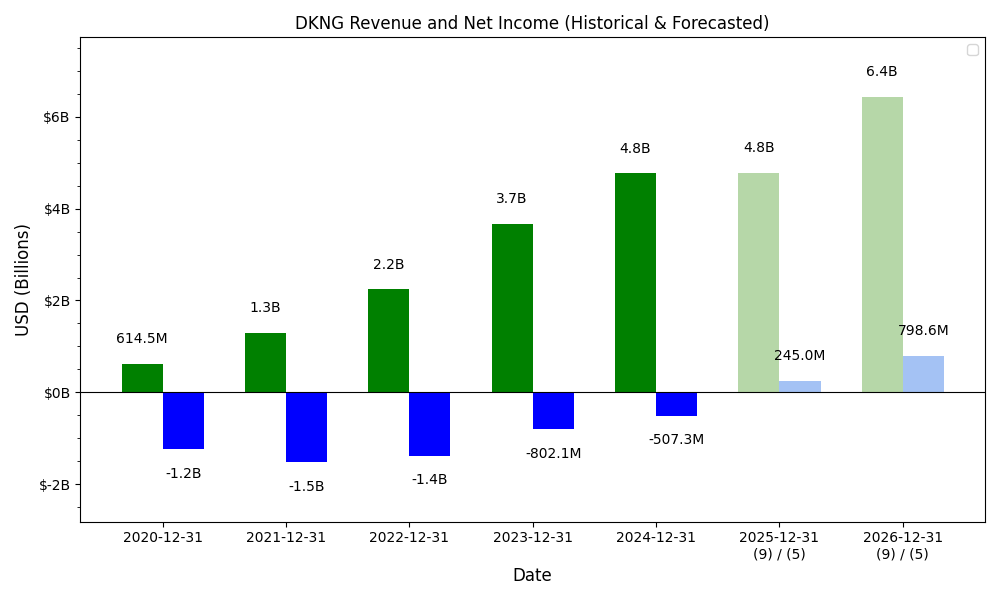 DKNG Revenue and Net Income (Historical & Forecasted)
USD (Billions)
$6B
$4B
$2B
$0B
$-2B
614.5M
-1.2B
1.3B
-1.5B
2.2B
-1.4B
3.7B
-802.1M
4.8B
-507.3M
4.8B
245.0M
6.4B
798.6M
2020-12-31
2021-12-31
2022-12-31
2023-12-31
2024-12-31
2025-12-31
(9) / (5)
2026-12-31
(9) / (5)
Date